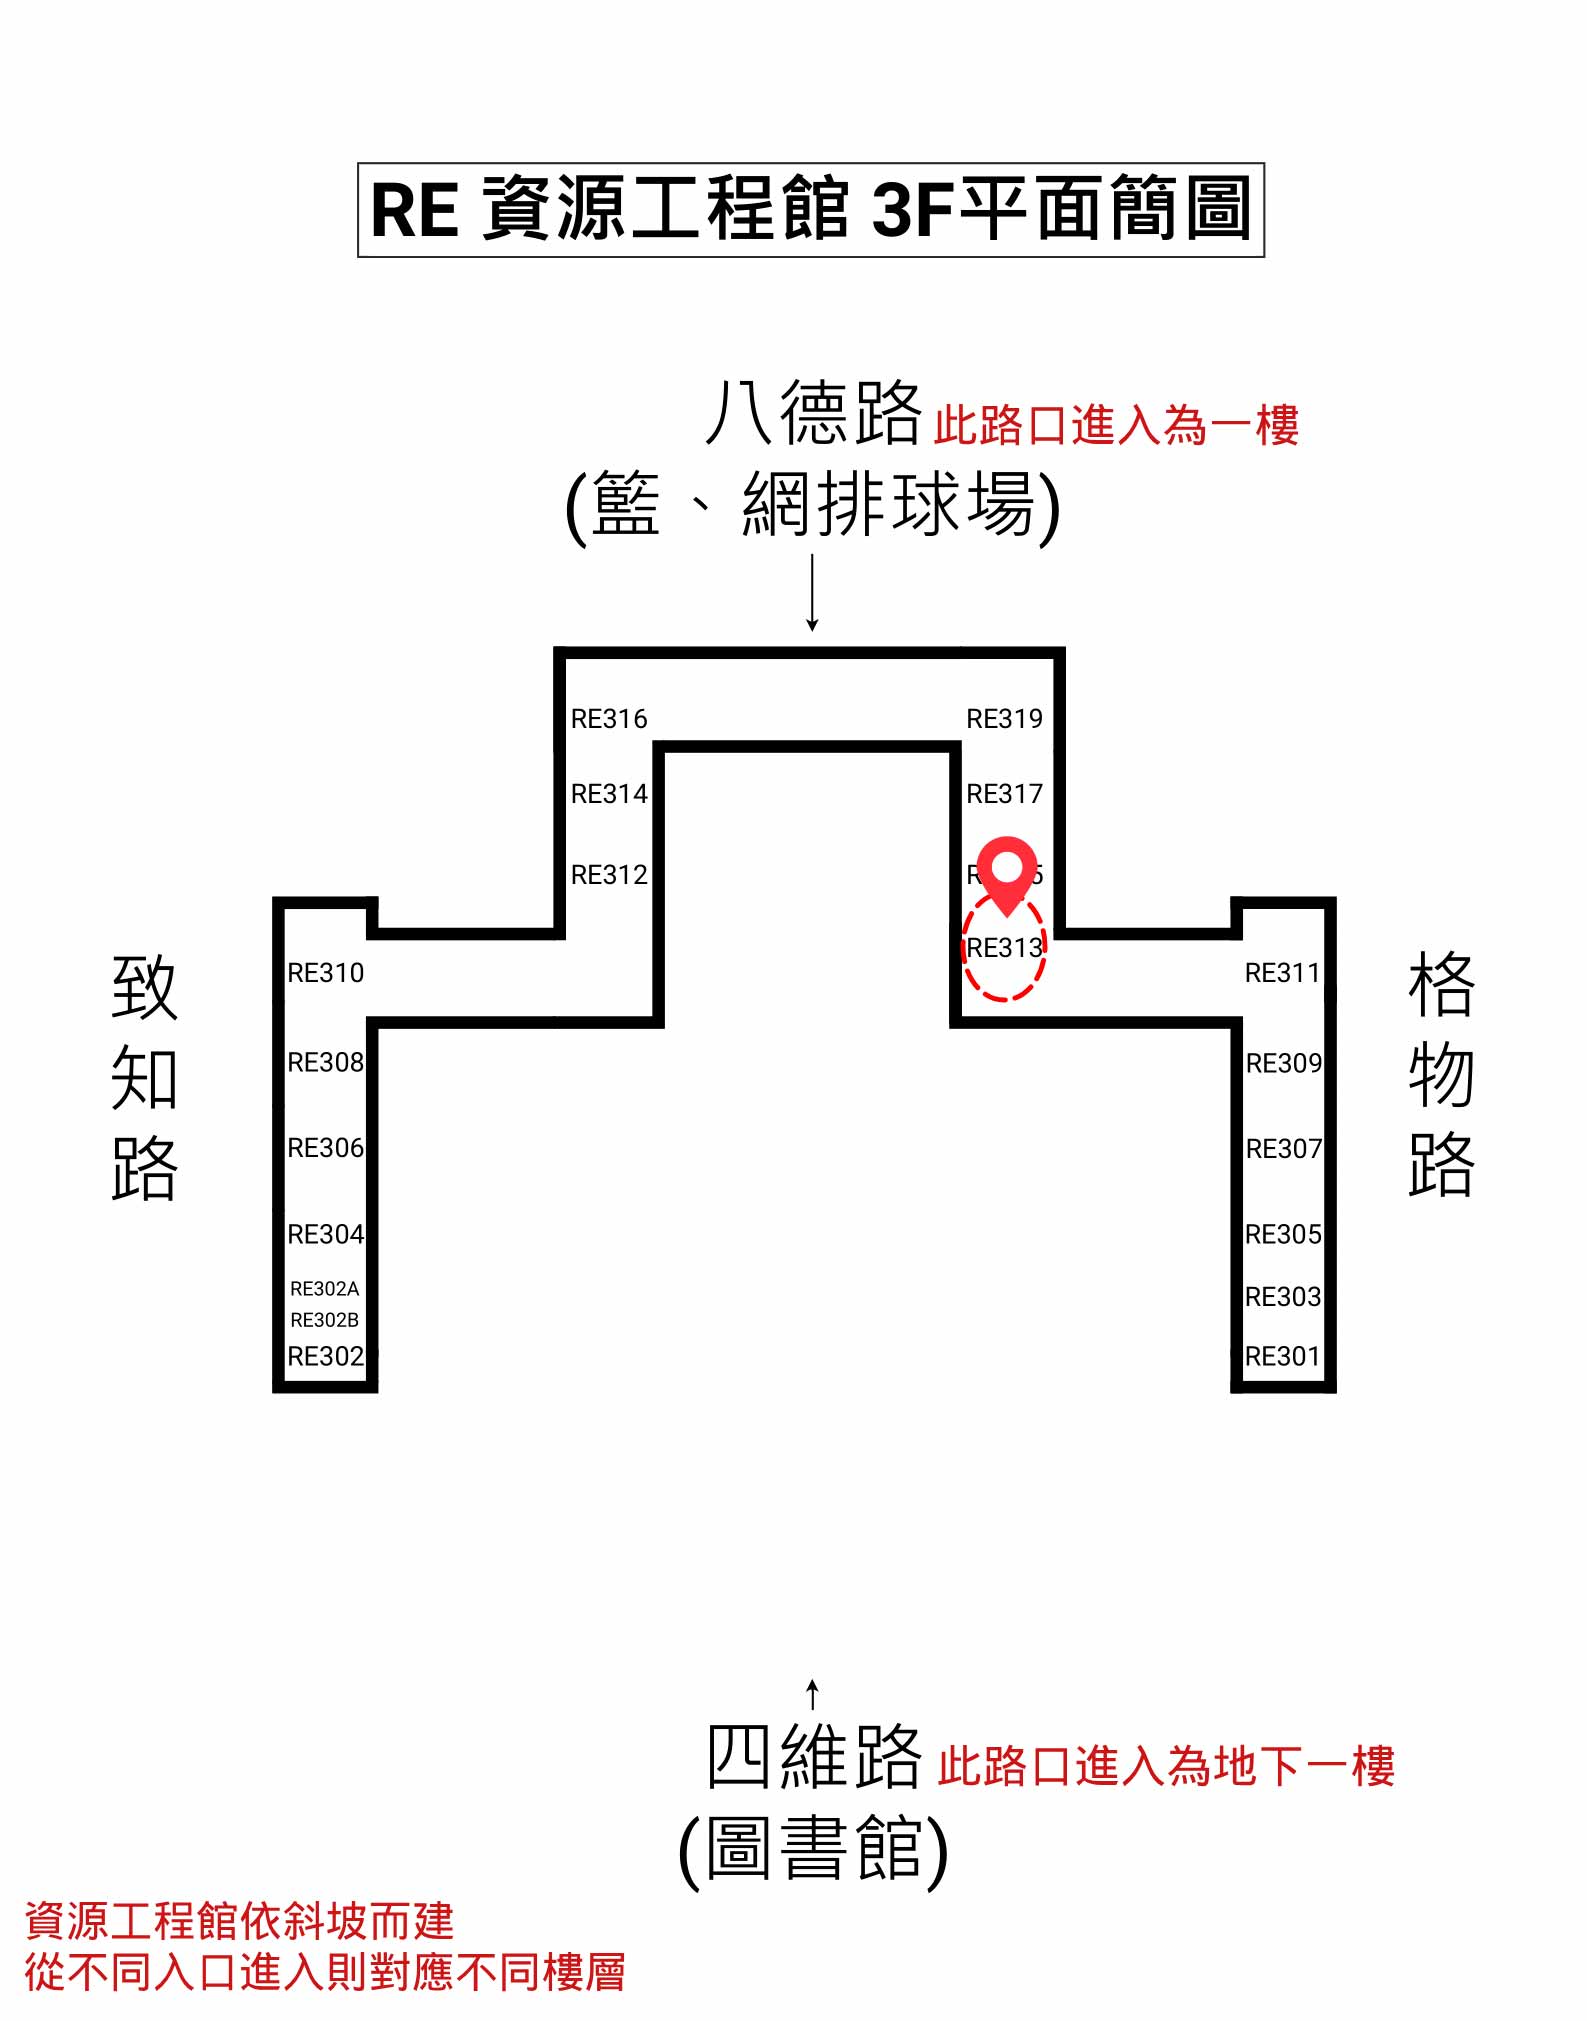 RE 資源工程館 3F平面簡圖
八德路 此路口進入為一樓
(籃、網排球場)
RE316
RE319
RE314
RE317
RE312
RE313
RE310
RE311
RE308
RE309
RE306
RE307
RE304
RE305
RE302A
RE303
RE302B
RE302
RE301
致知路
格物路
四維路 此路口進入為地下一樓
(圖書館)
資源工程館依斜坡而建
從不同入口進入則對應不同樓層